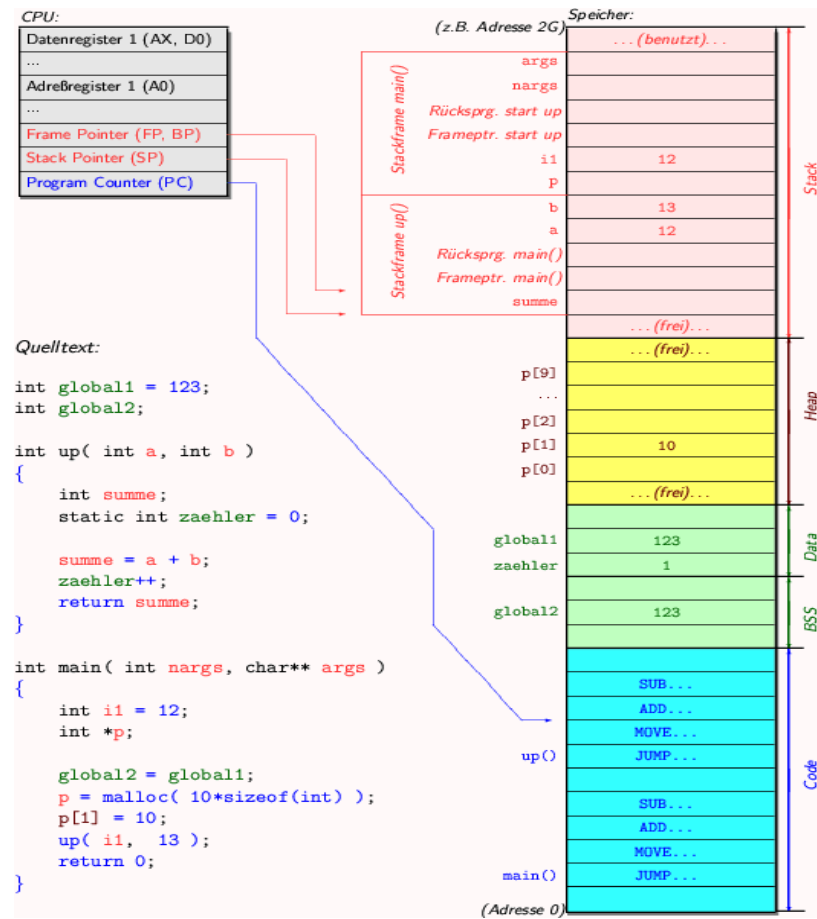 CPU:
Datenregister 1 (AX, D0)
...
Adreßregister 1 (A0)
...
Frame Pointer (FP, BP)
Stack Pointer (SP)
Program Counter (PC)
Speicher:
(z.B. Adresse 2G)
...(benutzt)...
Stackframe main()
args
nargs
Rücksprg. start up
Frameptr. start up
i1 12
p
Stackframe up()
b 13
a 12
Rücksprg. main()
Frameptr. main()
summe
...(frei)...
Stack
...(frei)...
p[9]
...
p[2]
p[1] 10
p[0]
...(frei)...
Heap
global1 123
zaehler 1
Data
global2 123
BSS
SUB...
ADD...
MOVE...
up() JUMP...
SUB...
ADD...
MOVE...
main() JUMP...
Code
(Adresse 0)
Quelltext:
int global1 = 123;
int global2;
int up( int a, int b )
{
int summe;
static int zaehler = 0;
summe = a + b;
zaehler++;
return summe;
}
int main( int nargs, char** args )
{
int i1 = 12;
int *p;
global2 = global1;
p = malloc( 10*sizeof(int) );
p[1] = 10;
up( i1, 13 );
return 0;
}